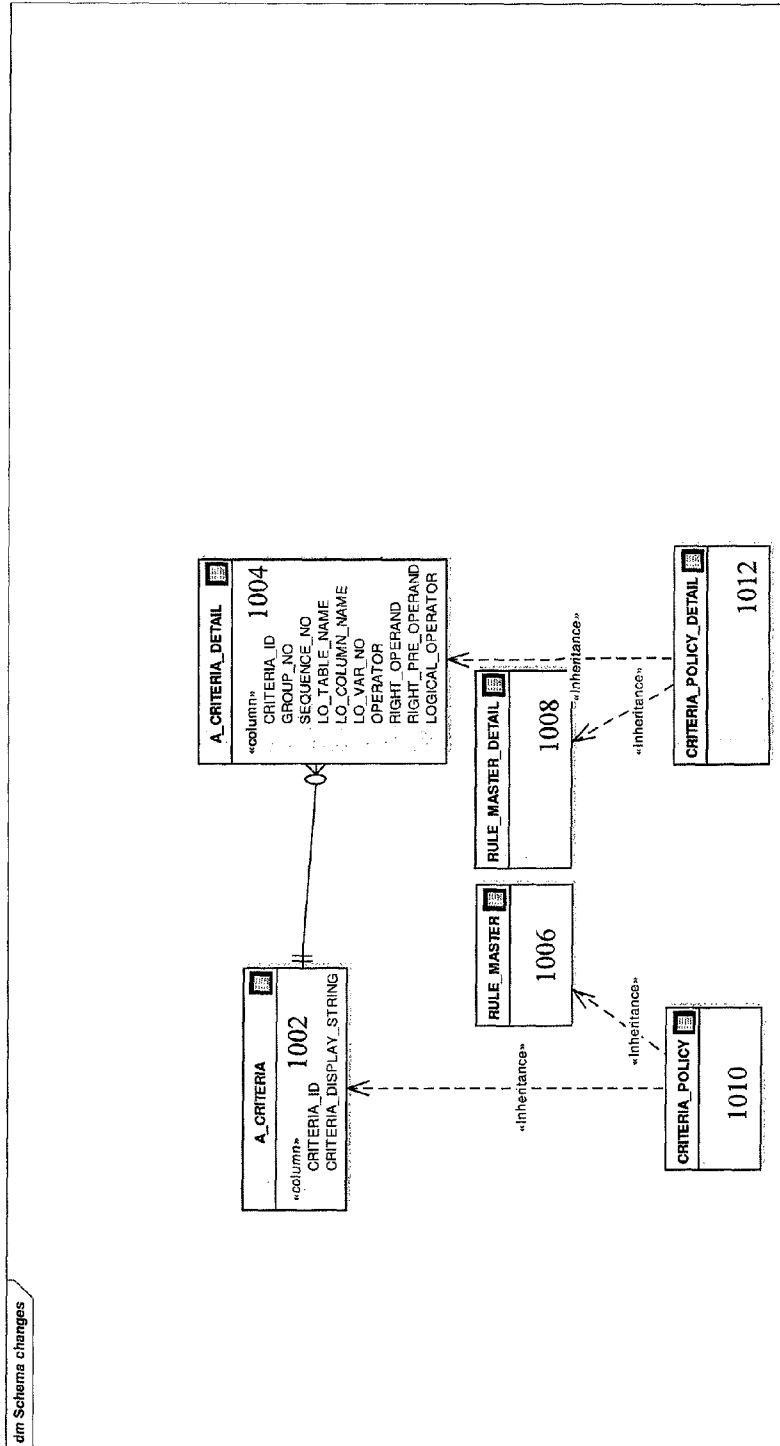 dm Schema changes
A_CRITERIA
«column»
1002
CRITERIA_ID
CRITERIA_DISPLAY_STRING
A_CRITERIA_DETAIL
«column»
1004
CRITERIA_ID
GROUP_NO
SEQUENCE_NO
LO_TABLE_NAME
LO_COLUMN_NAME
LO_VAR_NO
OPERATOR
RIGHT_OPERAND
RIGHT_PRE_OPERAND
LOGICAL_OPERATOR
RULE_MASTER
1006
RULE_MASTER_DETAIL
1008
«Inheritance»
«Inheritance»
«Inheritance»
«Inheritance»
CRITERIA_POLICY
1010
CRITERIA_POLICY_DETAIL
1012